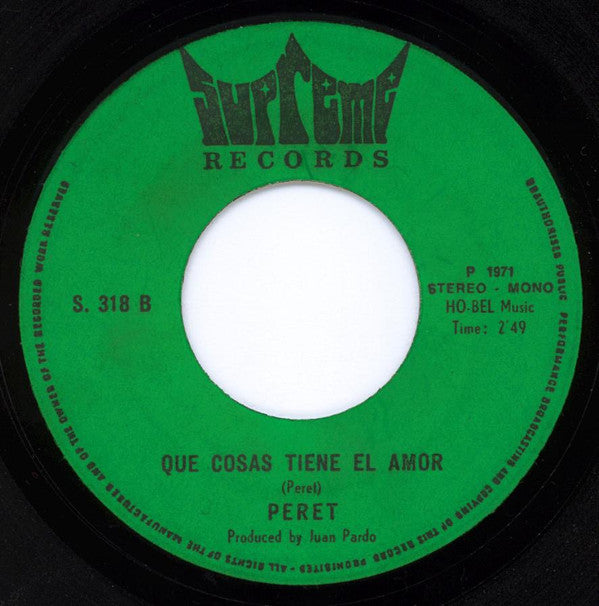 SUPREME
RECORDS
S. 318 B
P 1971
STEREO - MONO
HO-BEL Music
Time: 2'49
QUE COSAS TIENE EL AMOR
(Peret)
PERET
Produced by Juan Pardo
- ALL RIGHTS OF THE MANUFACTURER AND OF THE OWNER OF THE RECORDED WORK RESERVED
UNAUTHORISED PUBLIC PERFORMANCE BROADCASTING AND COPYING OF THIS RECORD PROHIBITED